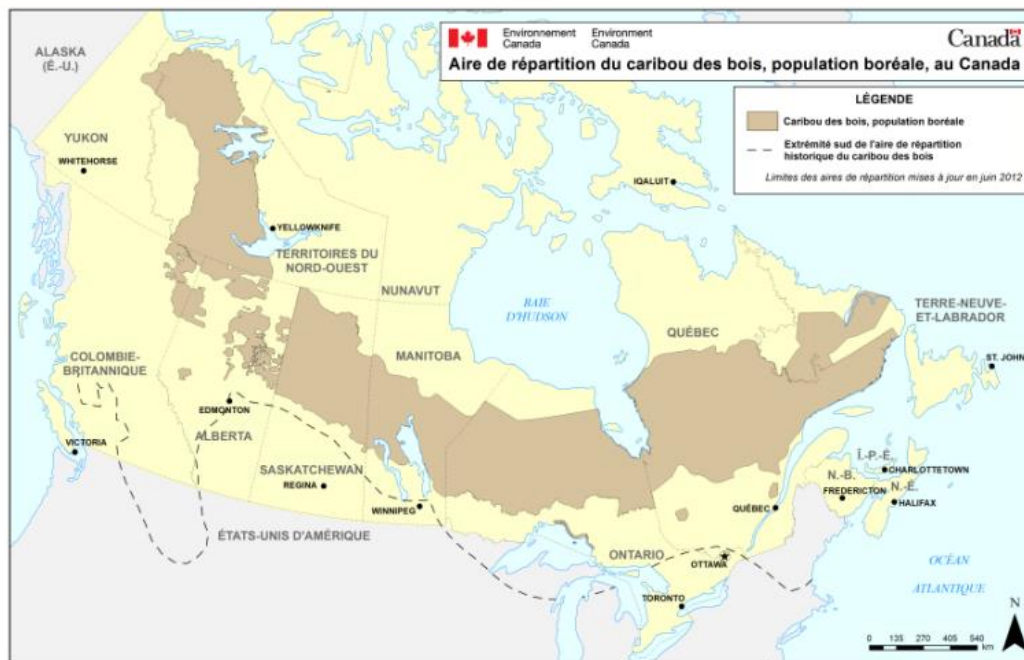 Environnement Canada
Environment Canada
Canada
Aire de répartition du caribou des bois, population boréale, au Canada
LÉGENDE
Caribou des bois, population boréale
Extrémité sud de l'aire de répartition
historique du caribou des bois
Limites des aires de répartition mises à jour en juin 2012
ALASKA
(É.-U.)
YUKON
WHITEHORSE
IQALUIT
YELLOWKNIFE
TERRITOIRES DU
NORD-OUEST
NUNAVUT
BAIE
D'HUDSON
QUÉBEC
TERRE-NEUVE-
ET-LABRADOR
COLOMBIE-
BRITANNIQUE
MANITOBA
ST. JOHN
EDMONTON
ALBERTA
VICTORIA
SASKATCHEWAN
REGINA
WINNIPEG
Î.-P.-É.
CHARLOTTETOWN
N.-B.
FREDERICTON
N.-É.
HALIFAX
QUÉBEC
ÉTATS-UNIS D'AMÉRIQUE
ONTARIO
OTTAWA
TORONTO
OCÉAN
ATLANTIQUE
N
0 135 270 405 540
km